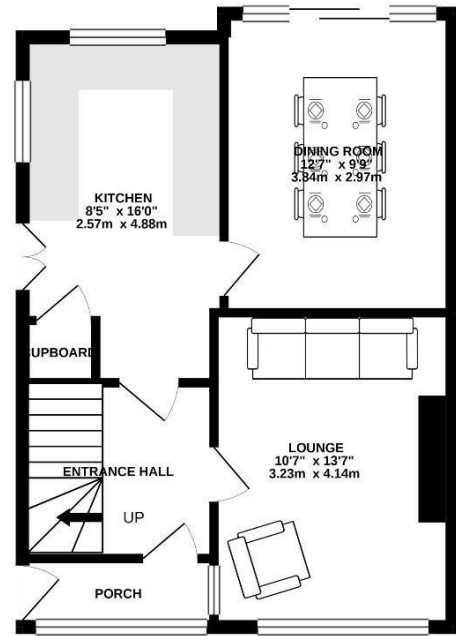 KITCHEN
8'5" x 16'0"
2.57m x 4.88m
DINING ROOM
12'7" x 9'9"
3.84m x 2.97m
CUPBOARD
LOUNGE
10'7" x 13'7"
3.23m x 4.14m
ENTRANCE HALL
UP
PORCH